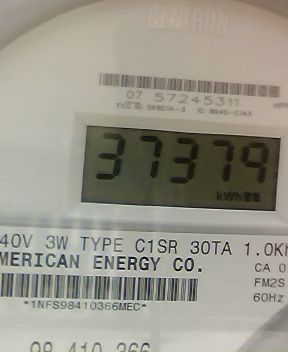 CENTRON
07 57245311
37379
kWh
40V 3W TYPE C1SR 30TA 1.0K
MERICAN ENERGY CO.
CA 0
FM2S
*1NFS98410366MEC*
60Hz
98 410 366